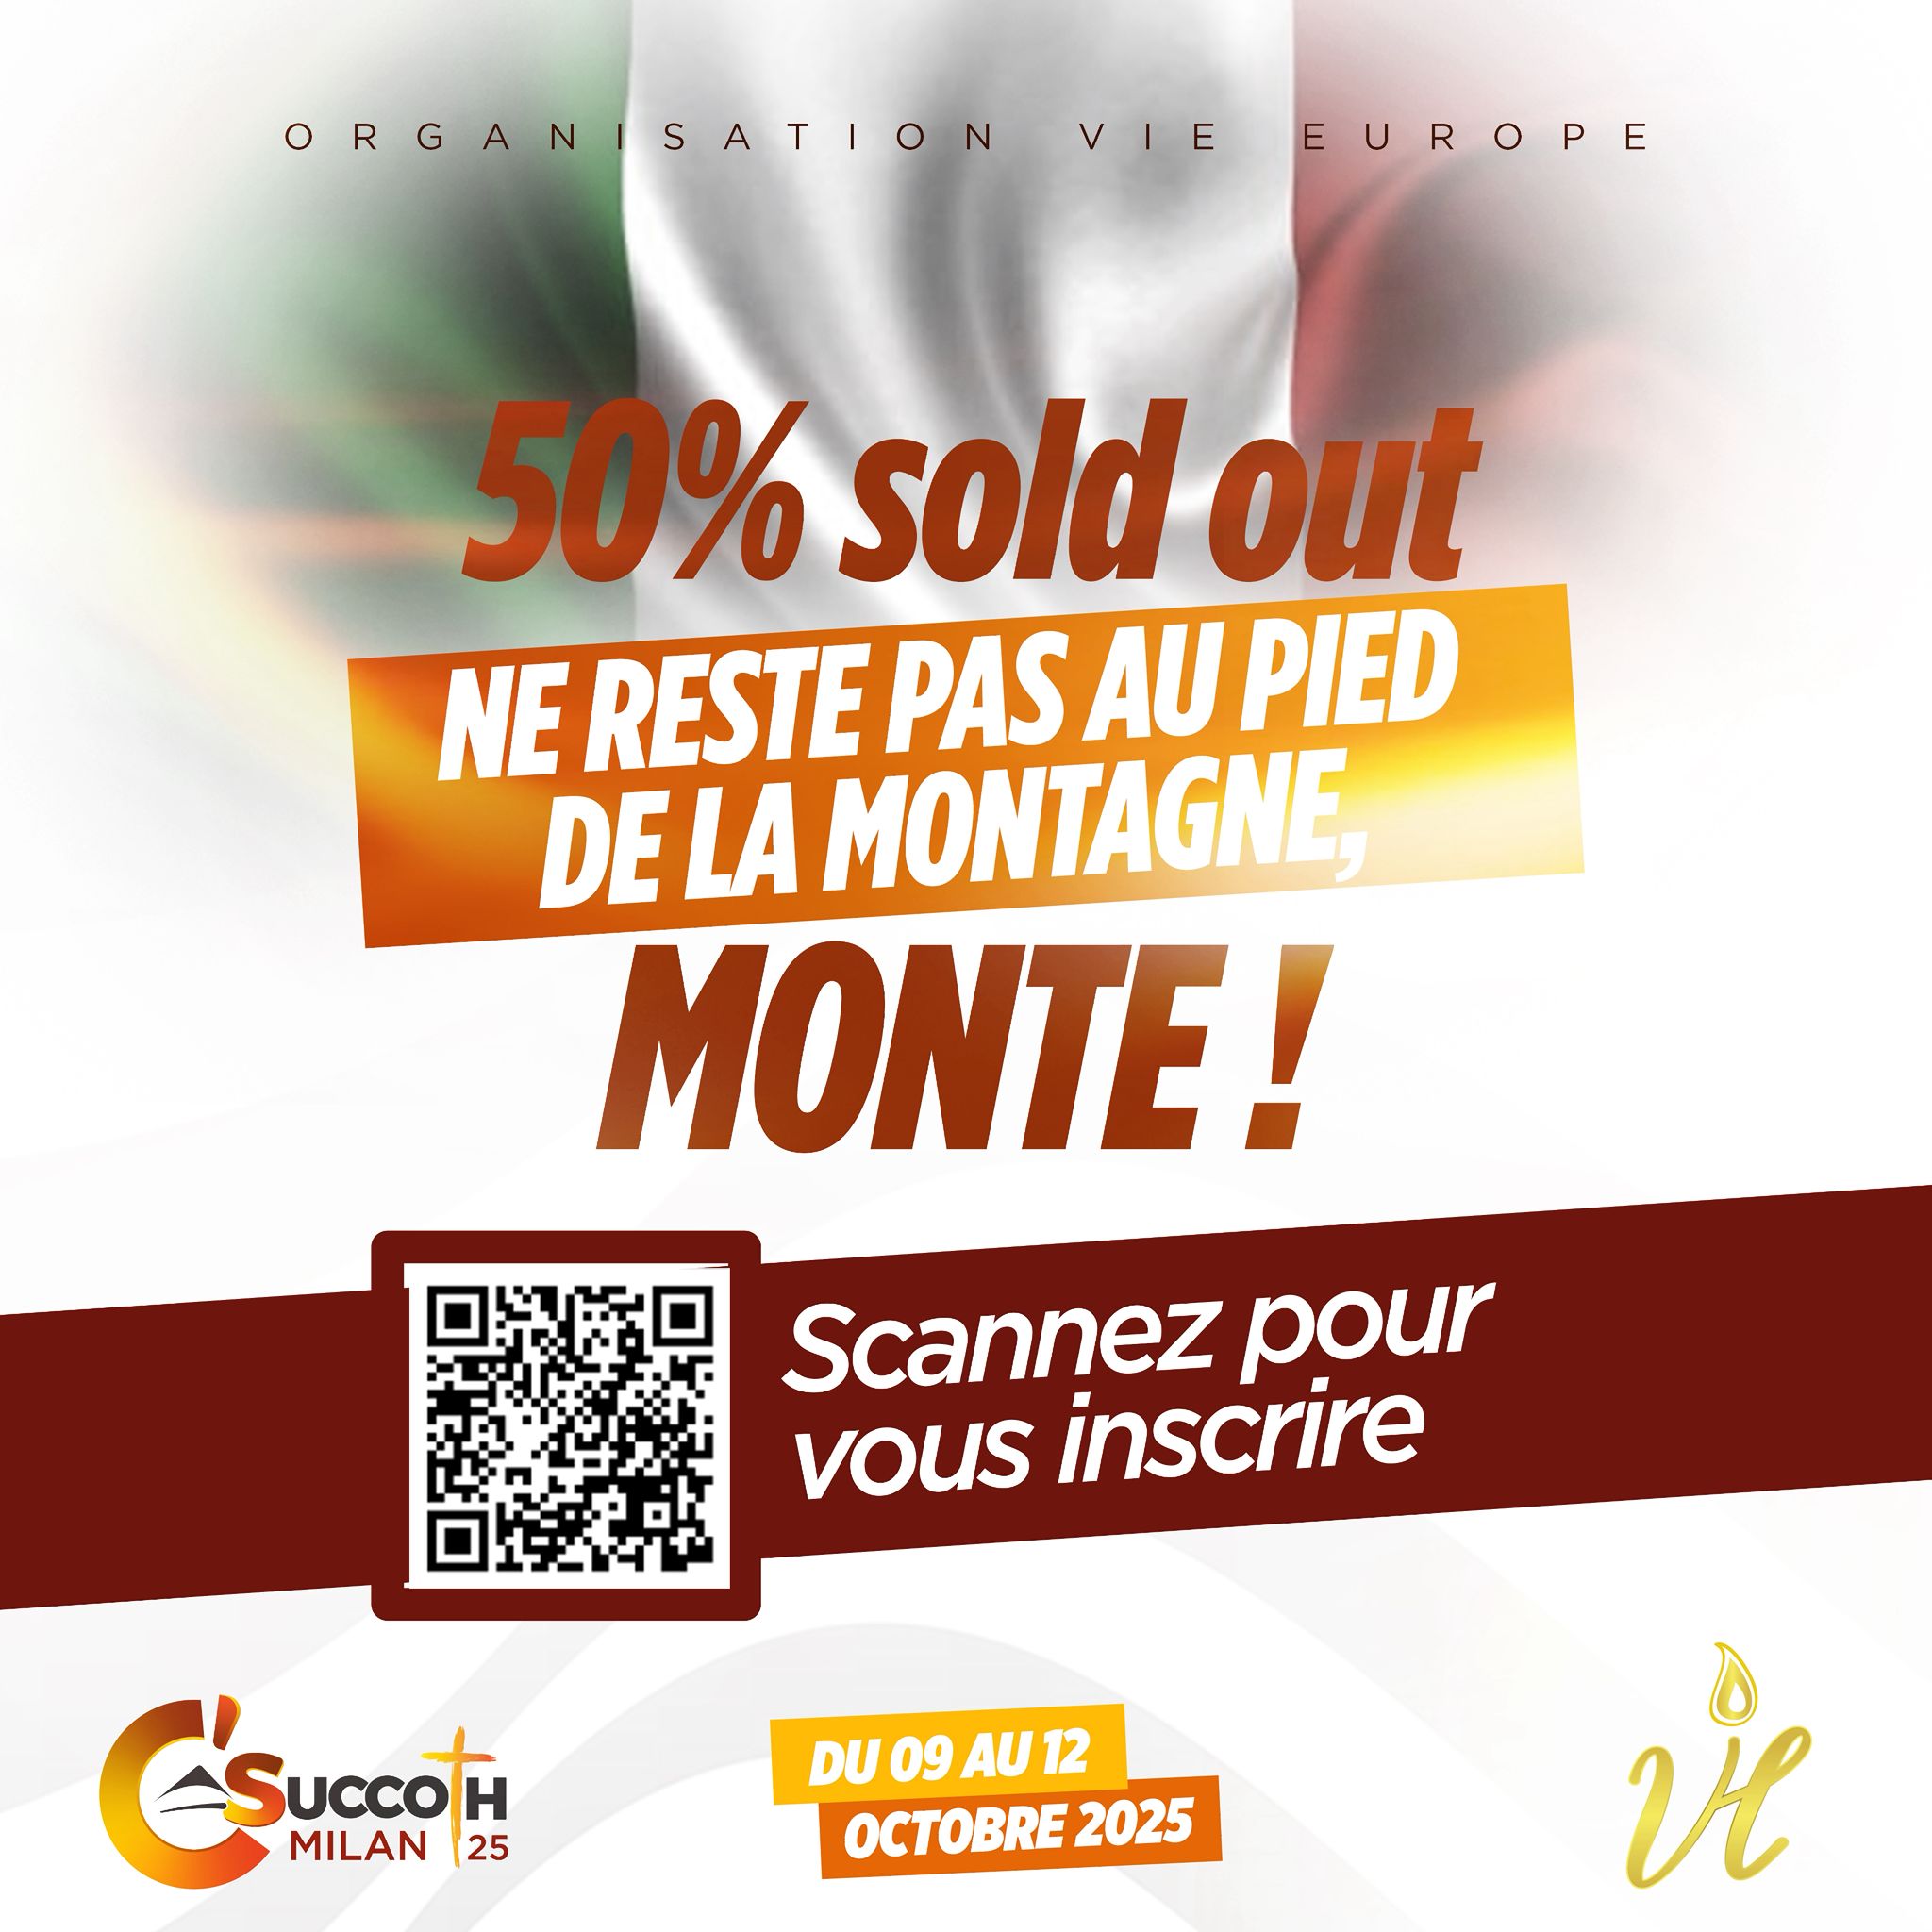 ORGANISATION VIE EUROPE
50% sold out
NE RESTE PAS AU PIED
DE LA MONTAGNE,
MONTE !
Scannez pour
vous inscrire
C'SUCCOTH
MILAN 25
DU 09 AU 12
OCTOBRE 2025
VH